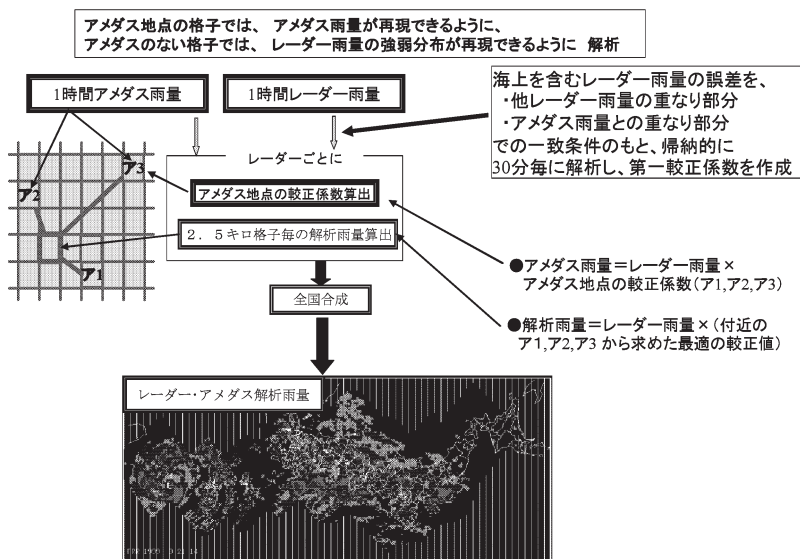 アメダス地点の格子では、 アメダス雨量が再現できるように、
アメダスのない格子では、 レーダー雨量の強弱分布が再現できるように 解析
1時間アメダス雨量
1時間レーダー雨量
海上を含むレーダー雨量の誤差を、
・他レーダー雨量の重なり部分
・アメダス雨量との重なり部分
での一致条件のもと、帰納的に
30分毎に解析し、第一較正係数を作成
レーダーごとに
ア3
ア2
ア1
アメダス地点の較正係数算出
２．５キロ格子毎の解析雨量算出
●アメダス雨量＝レーダー雨量×
アメダス地点の較正係数(ア1,ア2,ア3)
全国合成
●解析雨量＝レーダー雨量×(付近の
ア1,ア2,ア3 から求めた最適の較正値)
レーダー・アメダス解析雨量